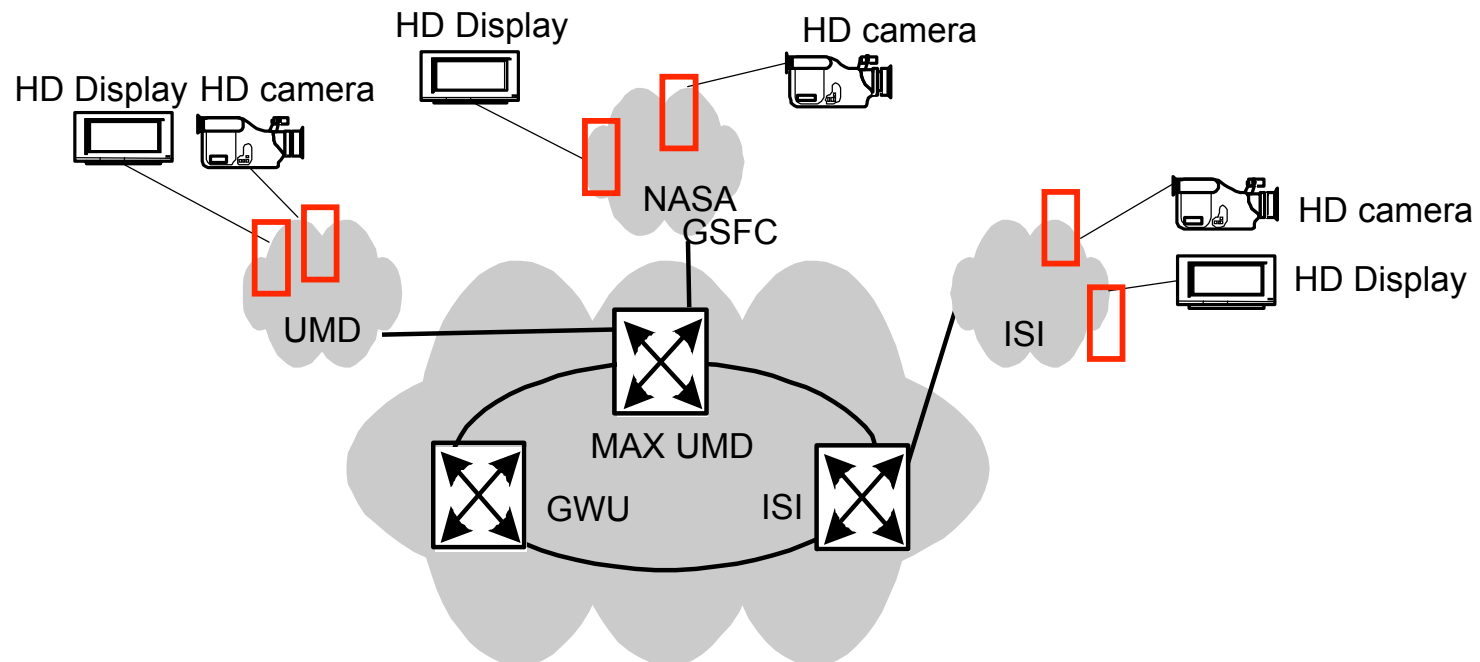 HD Display
HD camera
HD Display HD camera
NASA
GSFC
HD camera
HD Display
UMD
ISI
MAX UMD
GWU
ISI